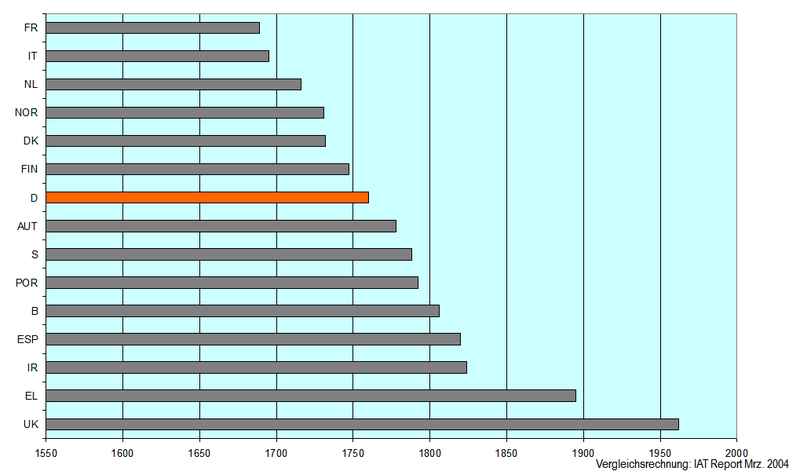 FR
IT
NL
NOR
DK
FIN
D
AUT
S
POR
B
ESP
IR
EL
UK
1550 1600 1650 1700 1750 1800 1850 1900 1950 2000
Vergleichsrechnung: IAT Report Mrz. 2004